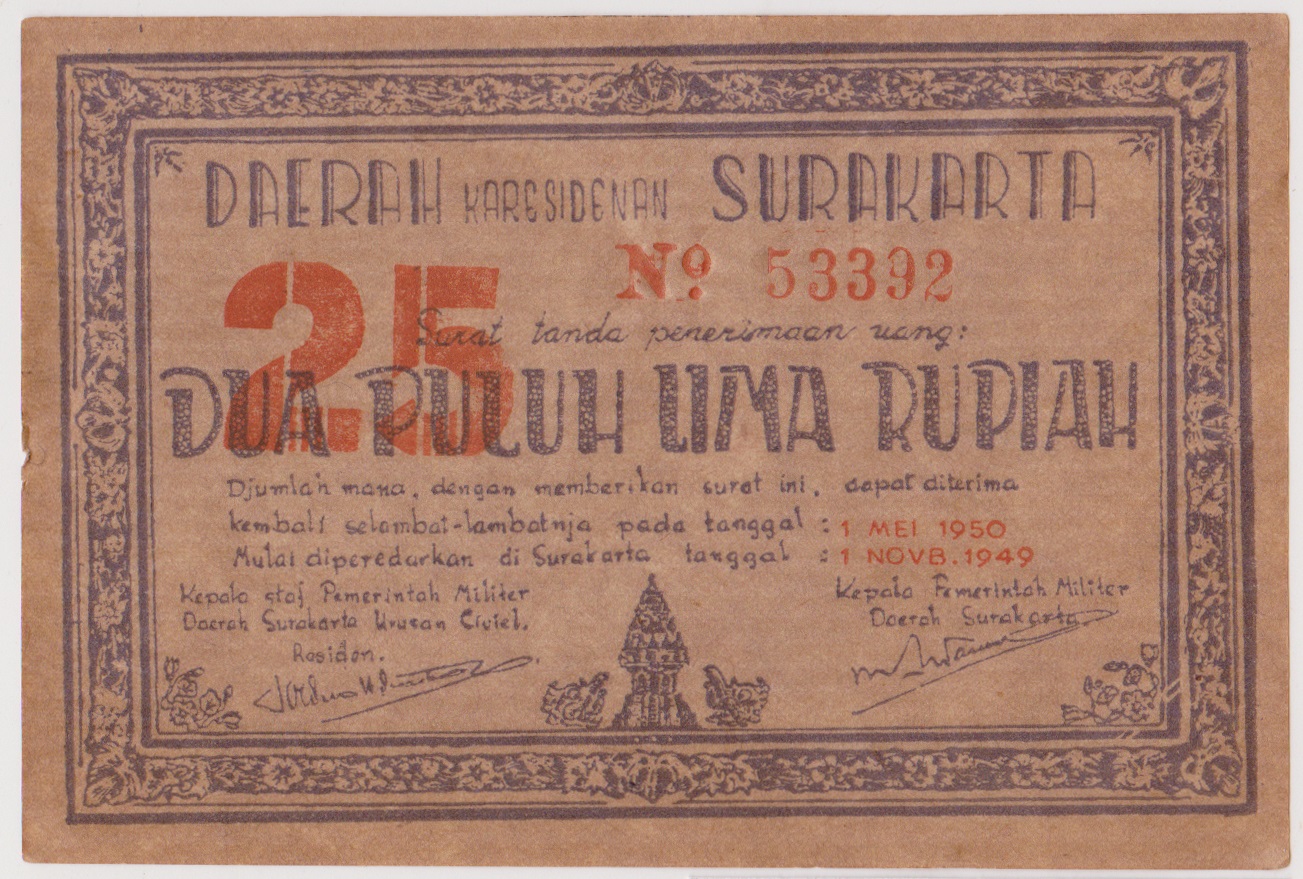 DAERAH KARESIDENAN SURAKARTA
25
No. 53392
Surat tanda penerimaan uang:
DUA PULUH LIMA RUPIAH
Djumlah mana, dengan memberikan surat ini, dapat diterima
kembali selambat-lambatnja pada tanggal : 1 MEI 1950
Mulai diperedarkan di Surakarta tanggal : 1 NOVB. 1949
Kepala staf Pemerintah Militer
Daerah Surakarta Urusan Civiel.
Residen.
Kepala Pemerintah Militer
Daerah Surakarta.